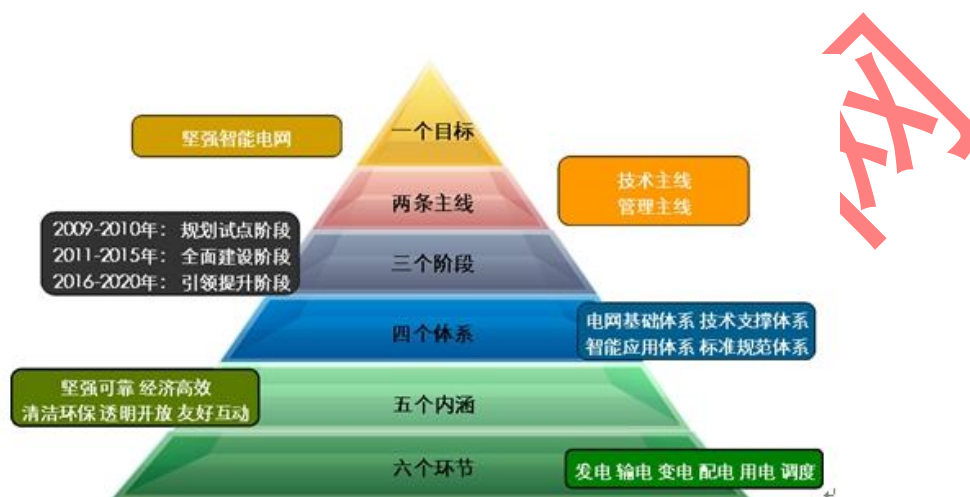 一个目标
坚强智能电网
两条主线
技术主线
管理主线
三个阶段
2009-2010年： 规划试点阶段
2011-2015年： 全面建设阶段
2016-2020年： 引领提升阶段
四个体系
电网基础体系 技术支撑体系
智能应用体系 标准规范体系
五个内涵
坚强可靠 经济高效
清洁环保 透明开放 友好互动
六个环节
发电 输电 变电 配电 用电 调度
网